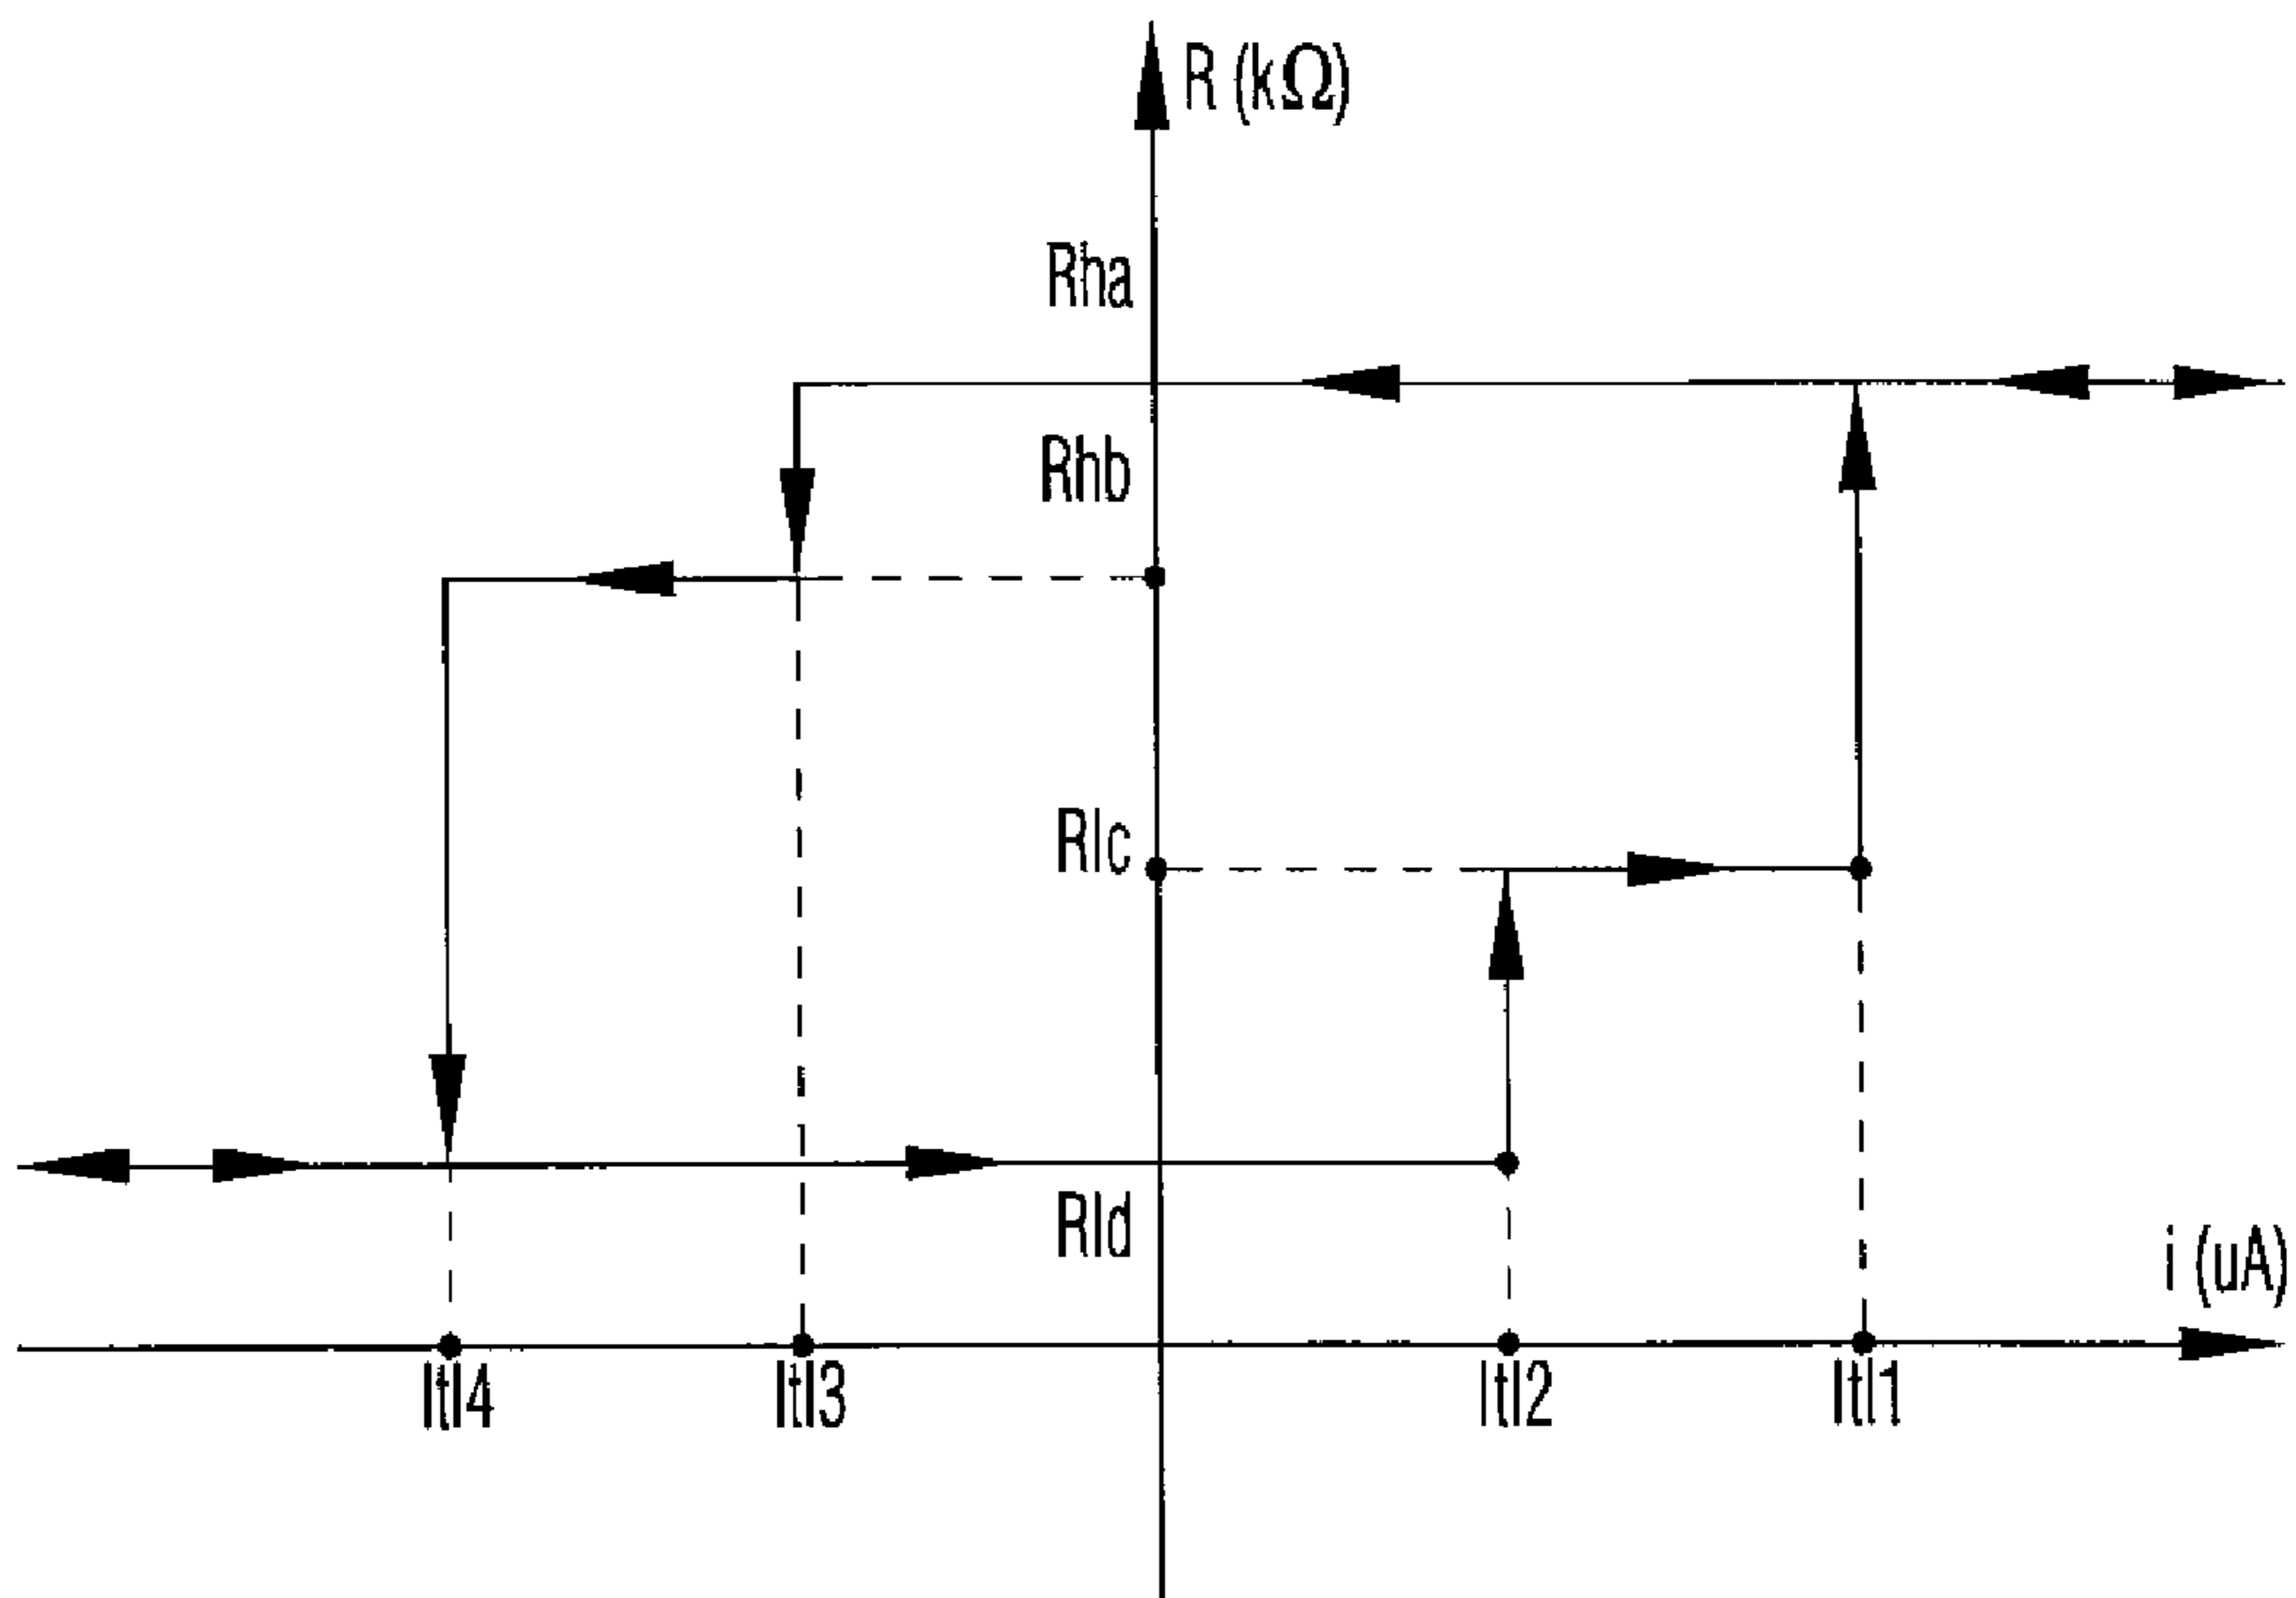 R (kΩ)
Rha
Rhb
Rlc
Rld
i (uA)
Itl4 Itl3 Itl2 Itl1